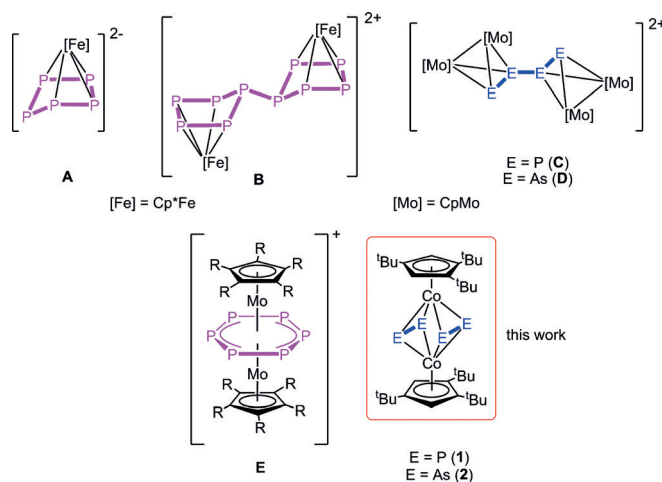 2-
[Fe]
P P
P P P
A
2+
[Fe]
P P
P P P P
P P
P P
[Fe]
B
2+
[Mo] E
[Mo] E E [Mo]
E [Mo]
E = P (C)
E = As (D)
[Fe] = Cp*Fe
[Mo] = CpMo
+
R
R R
R R
Mo
P P
P P
P P
Mo
R R
R R
R
E
tBu tBu
tBu
Co
E E
E E
Co
tBu
tBu tBu
E = P (1)
E = As (2)
this work